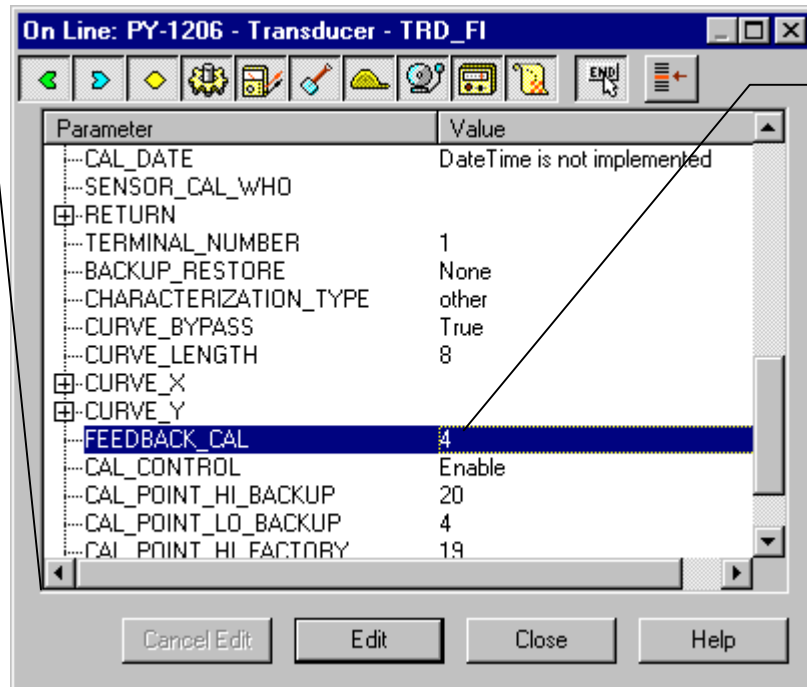 On Line: PY-1206 - Transducer - TRD_FI
END
Parameter Value
CAL_DATE DateTime is not implemented
SENSOR_CAL_WHO
RETURN
TERMINAL_NUMBER 1
BACKUP_RESTORE None
CHARACTERIZATION_TYPE other
CURVE_BYPASS True
CURVE_LENGTH 8
CURVE_X
CURVE_Y
FEEDBACK_CAL 4
CAL_CONTROL Enable
CAL_POINT_HI_BACKUP 20
CAL_POINT_LO_BACKUP 4
CAL_POINT_HI_FACTORY 19
Cancel Edit Edit Close Help